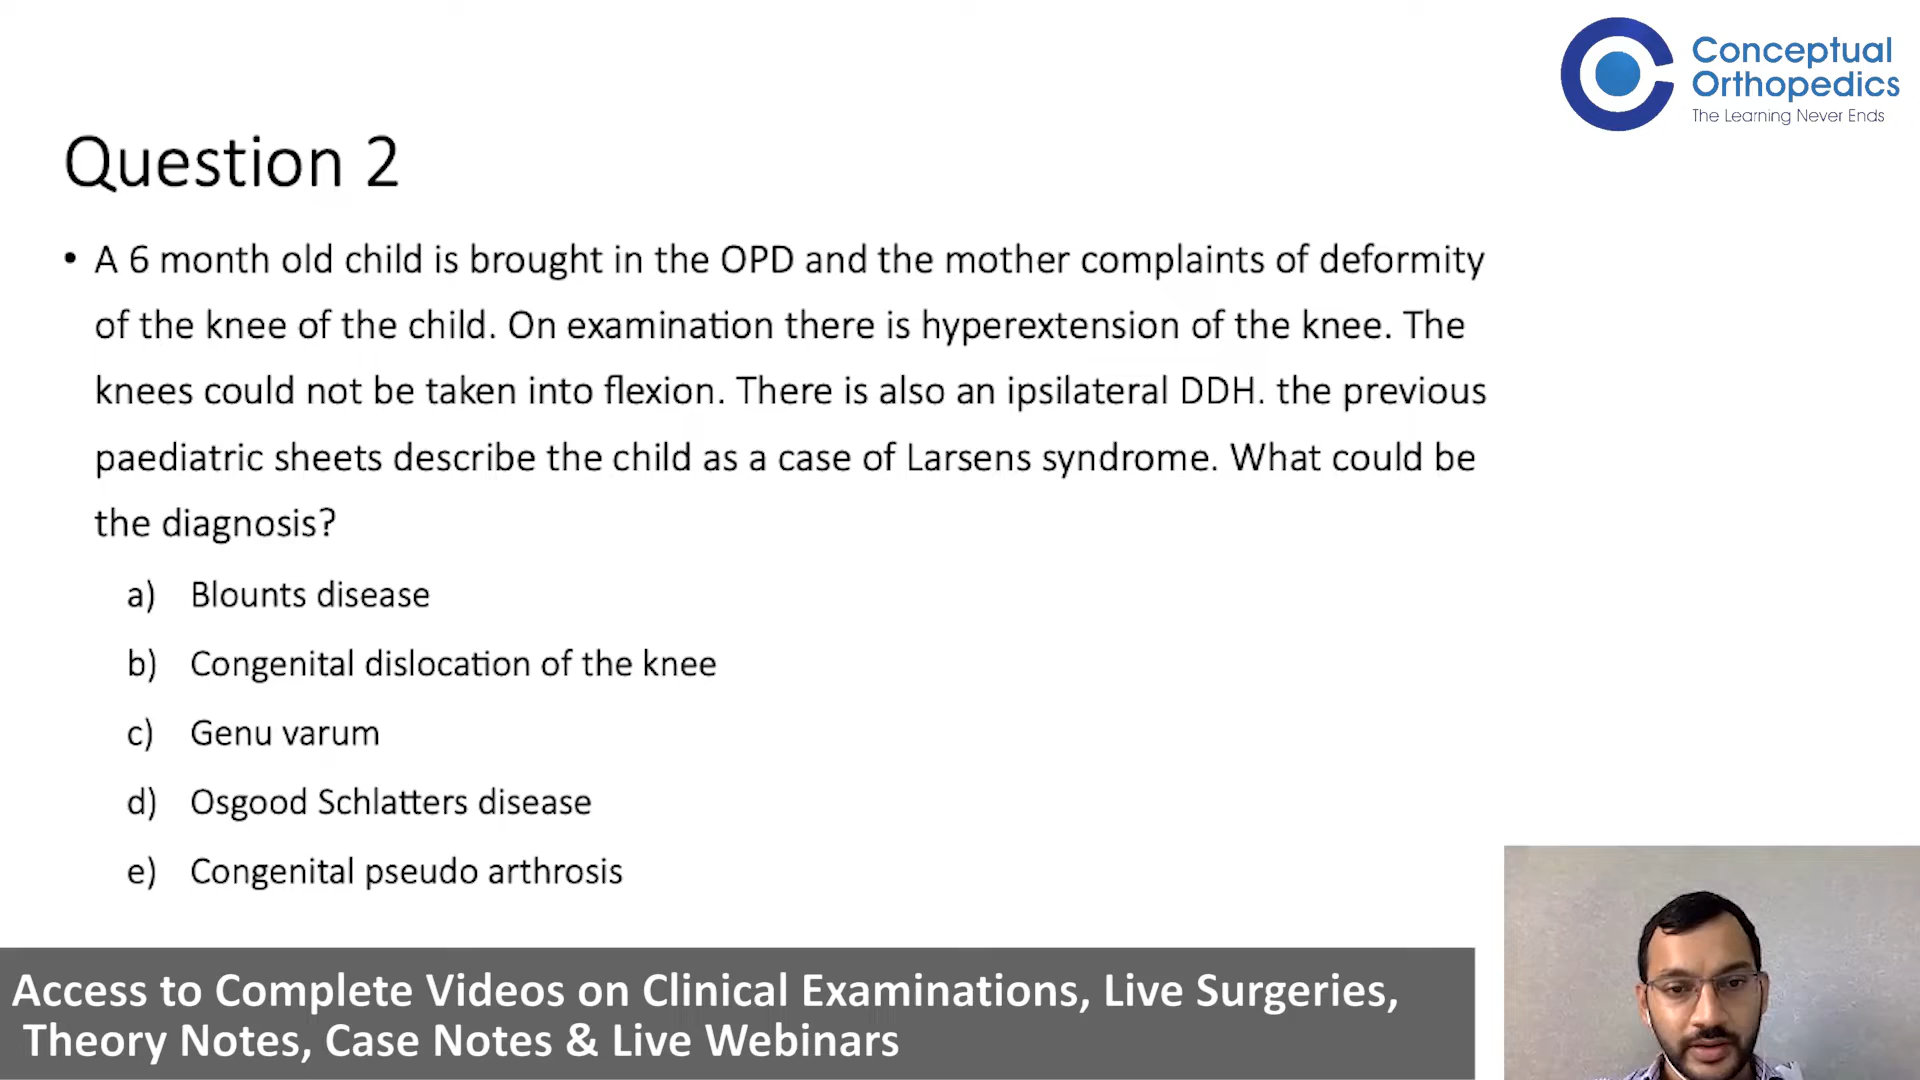 Conceptual
Orthopedics
The Learning Never Ends
Question 2
• A 6 month old child is brought in the OPD and the mother complaints of deformity
of the knee of the child. On examination there is hyperextension of the knee. The
knees could not be taken into flexion. There is also an ipsilateral DDH. the previous
paediatric sheets describe the child as a case of Larsens syndrome. What could be
the diagnosis?
a) Blounts disease
b) Congenital dislocation of the knee
c) Genu varum
d) Osgood Schlatters disease
e) Congenital pseudo arthrosis
Access to Complete Videos on Clinical Examinations, Live Surgeries,
Theory Notes, Case Notes & Live Webinars